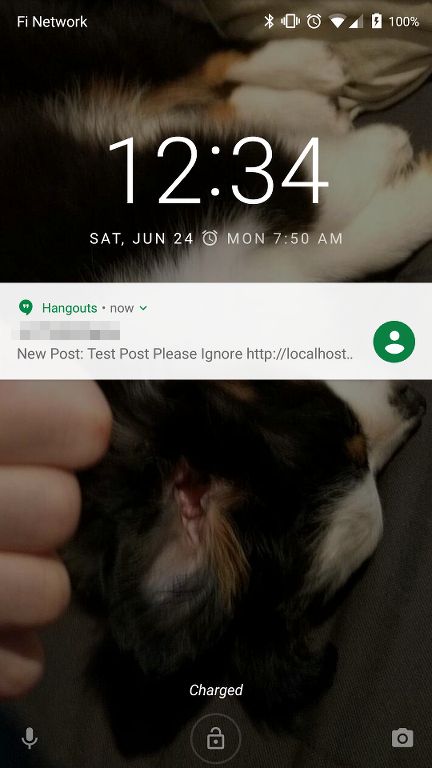 Fi Network 100%
12:34
SAT, JUN 24 MON 7:50 AM
Hangouts • now
New Post: Test Post Please Ignore http://localhost..
Charged